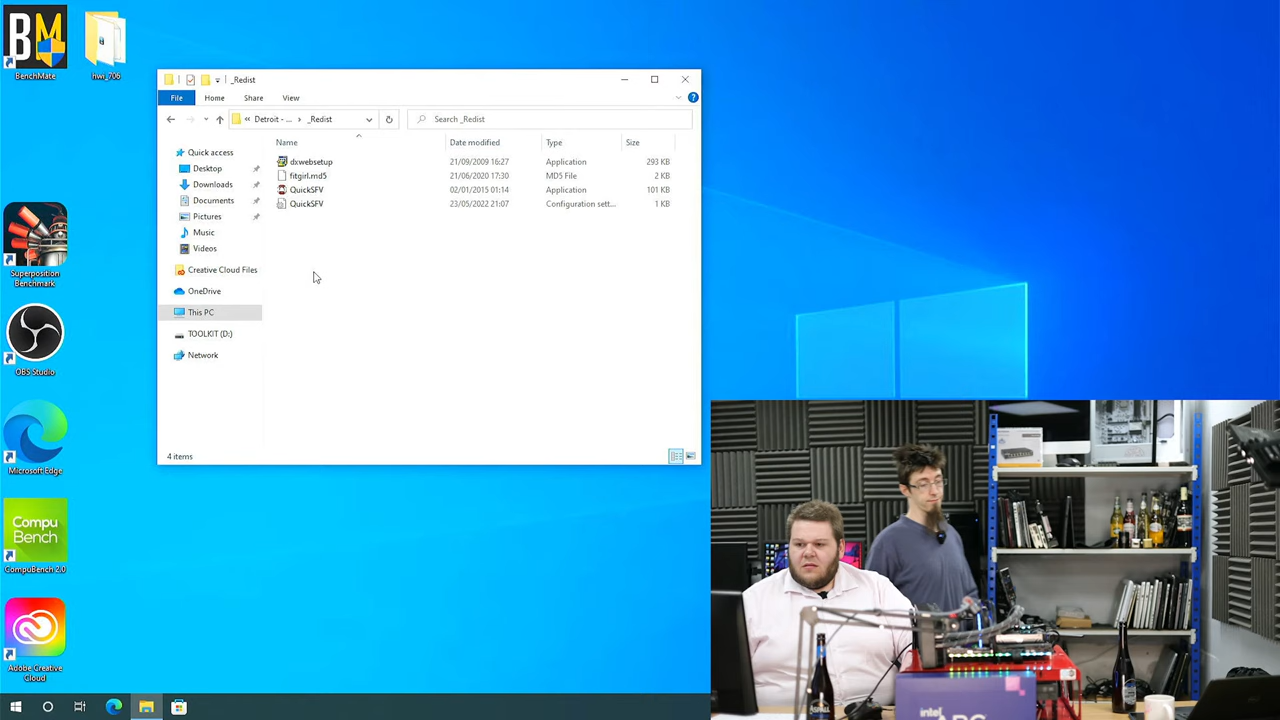 BM
BenchMate
hwi_706
Superposition
Benchmark
OBS Studio
Microsoft Edge
Compu
Bench
CompuBench 2.0
Adobe Creative
Cloud
_Redist
File
Home
Share
View
Detroit - ...
_Redist
Search _Redist
Name
Date modified
Type
Size
dxwebsetup
21/09/2009 16:27
Application
293 KB
fitgirl.md5
21/06/2020 17:30
MD5 File
2 KB
QuickSFV
02/01/2015 01:14
Application
101 KB
QuickSFV
23/05/2022 21:07
Configuration sett...
1 KB
Quick access
Desktop
Downloads
Documents
Pictures
Music
Videos
Creative Cloud Files
OneDrive
This PC
TOOLKIT (D:)
Network
4 items
intel
ARC